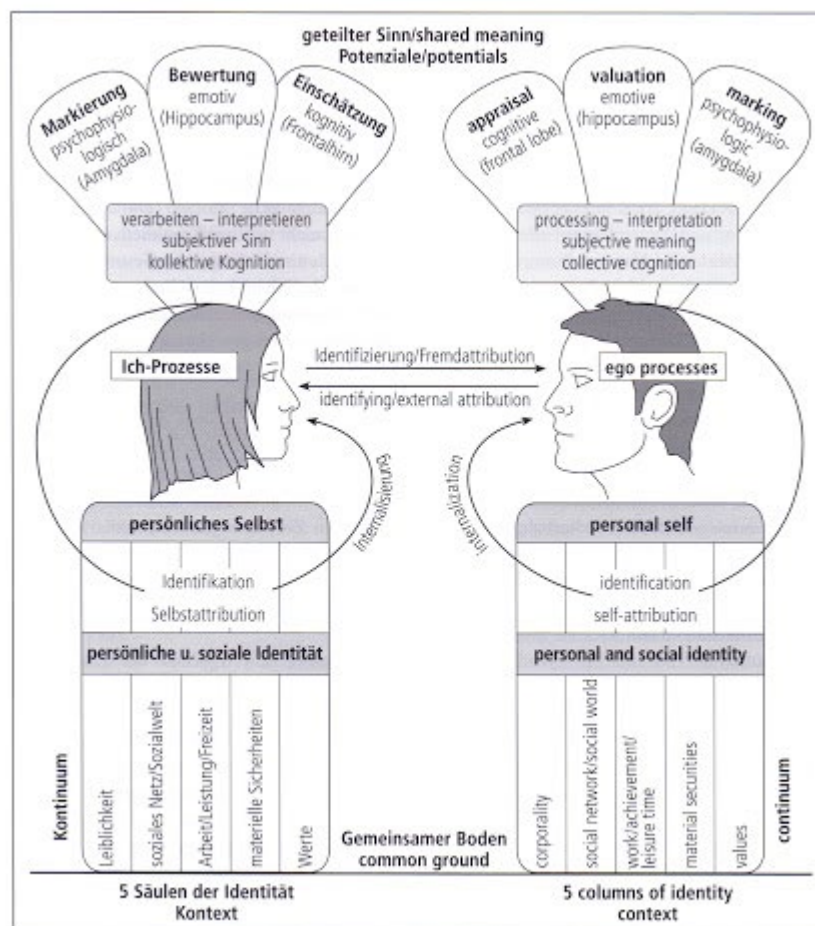 geteilter Sinn/shared meaning
Potenziale/potentials
Markierung
psychophysio-
logisch
(Amygdala)
Bewertung
emotiv
(Hippocampus)
Einschätzung
kognitiv
(Frontalhirn)
appraisal
cognitive
(frontal lobe)
valuation
emotive
(hippocampus)
marking
psychophysio-
logic
(amygdala)
verarbeiten – interpretieren
subjektiver Sinn
kollektive Kognition
processing – interpretation
subjective meaning
collective cognition
Ich-Prozesse
Identifizierung/Fremdattribution
identifying/external attribution
ego processes
Internalisierung
internalization
persönliches Selbst
Identifikation
Selbstattribution
persönliche u. soziale Identität
personal self
identification
self-attribution
personal and social identity
Kontinuum
Leiblichkeit
soziales Netz/Sozialwelt
Arbeit/Leistung/Freizeit
materielle Sicherheiten
Werte
Gemeinsamer Boden
common ground
corporality
social network/social world
work/achievement/
leisure time
material securities
values
continuum
5 Säulen der Identität
Kontext
5 columns of identity
context